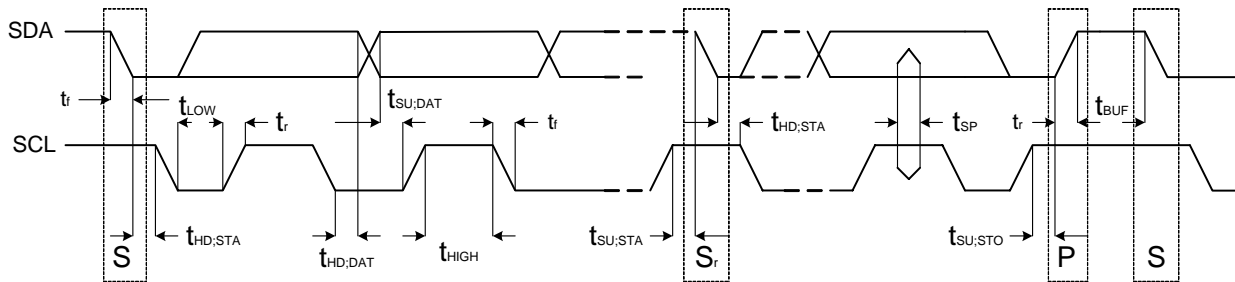 SDA
tf
tLOW
tr
tSU;DAT
tf
tHD;STA
tSP
tr
tBUF
SCL
S
tHD;STA
tHD;DAT
tHIGH
tSU;STA
Sr
tSU;STO
P
S